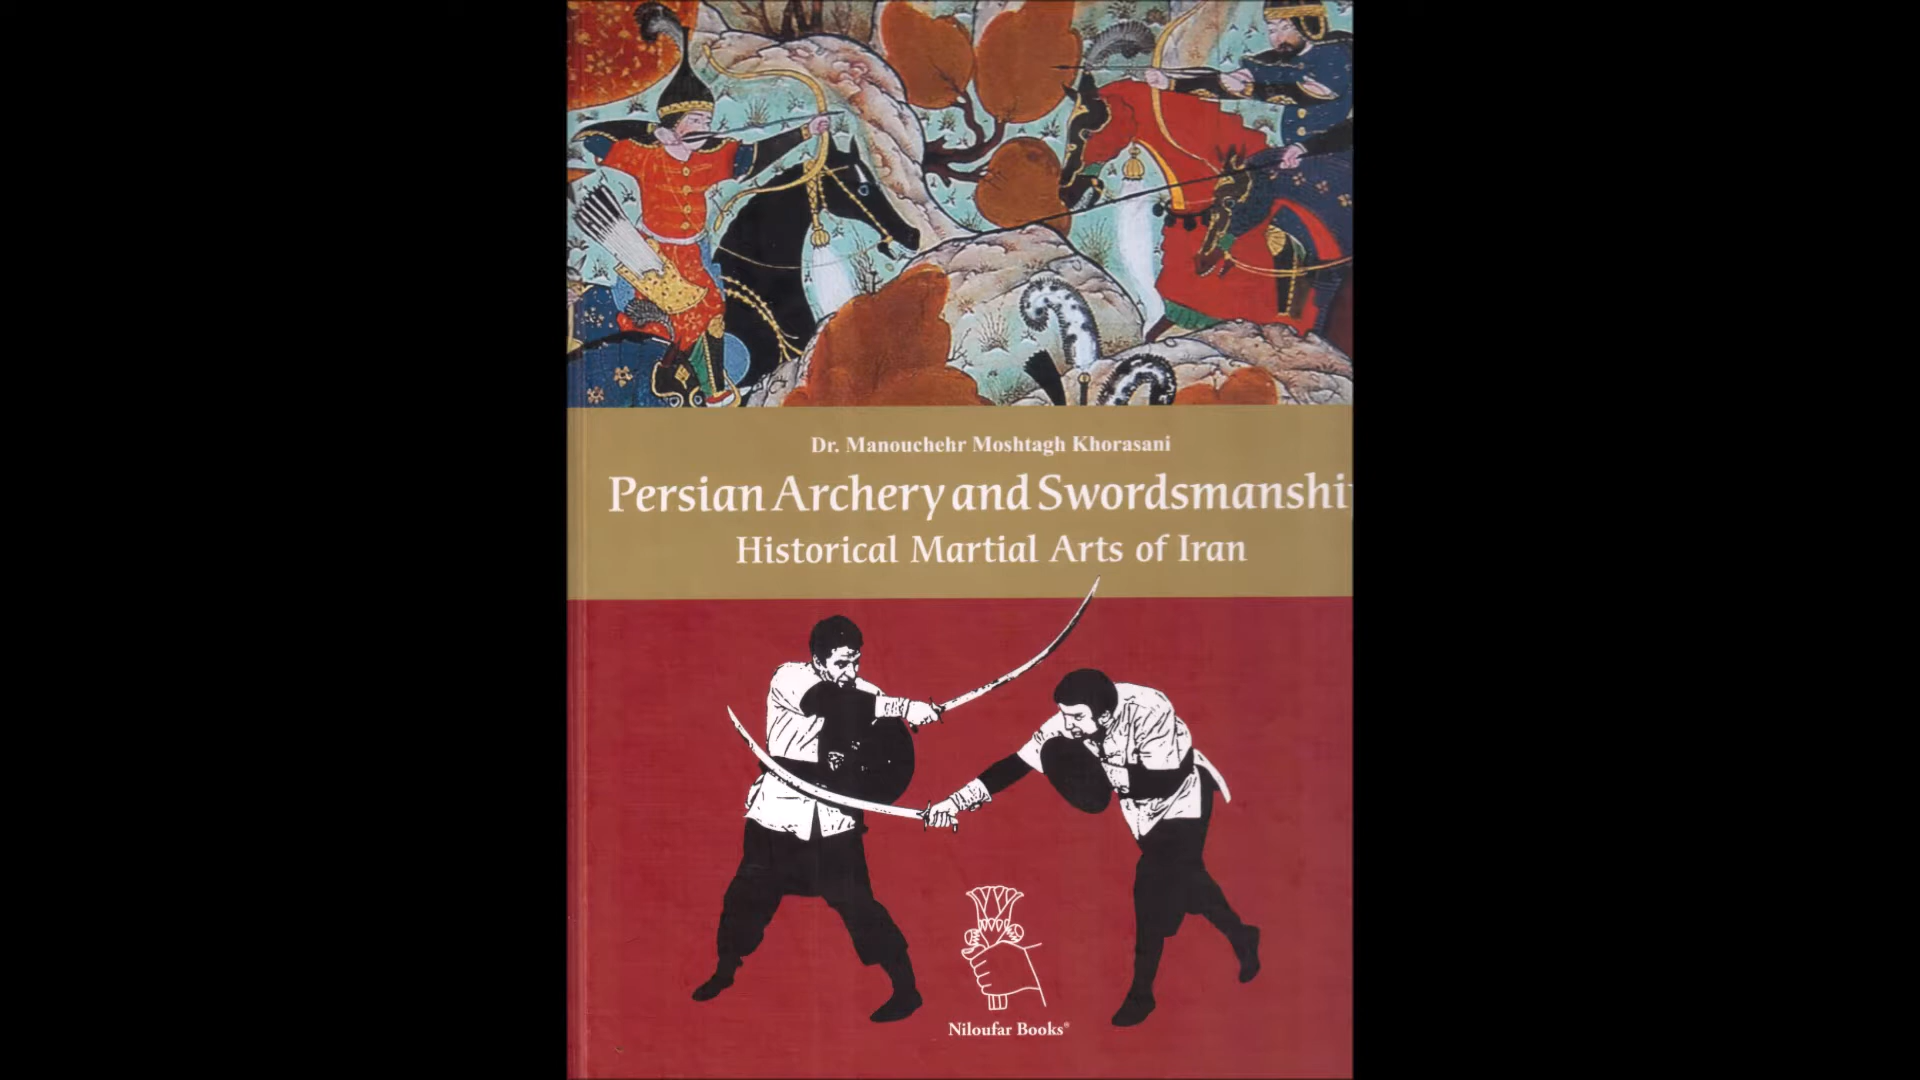 Dr. Manouchehr Moshtagh Khorasani
Persian Archery and Swordsmanshi
Historical Martial Arts of Iran
Niloufar Books®